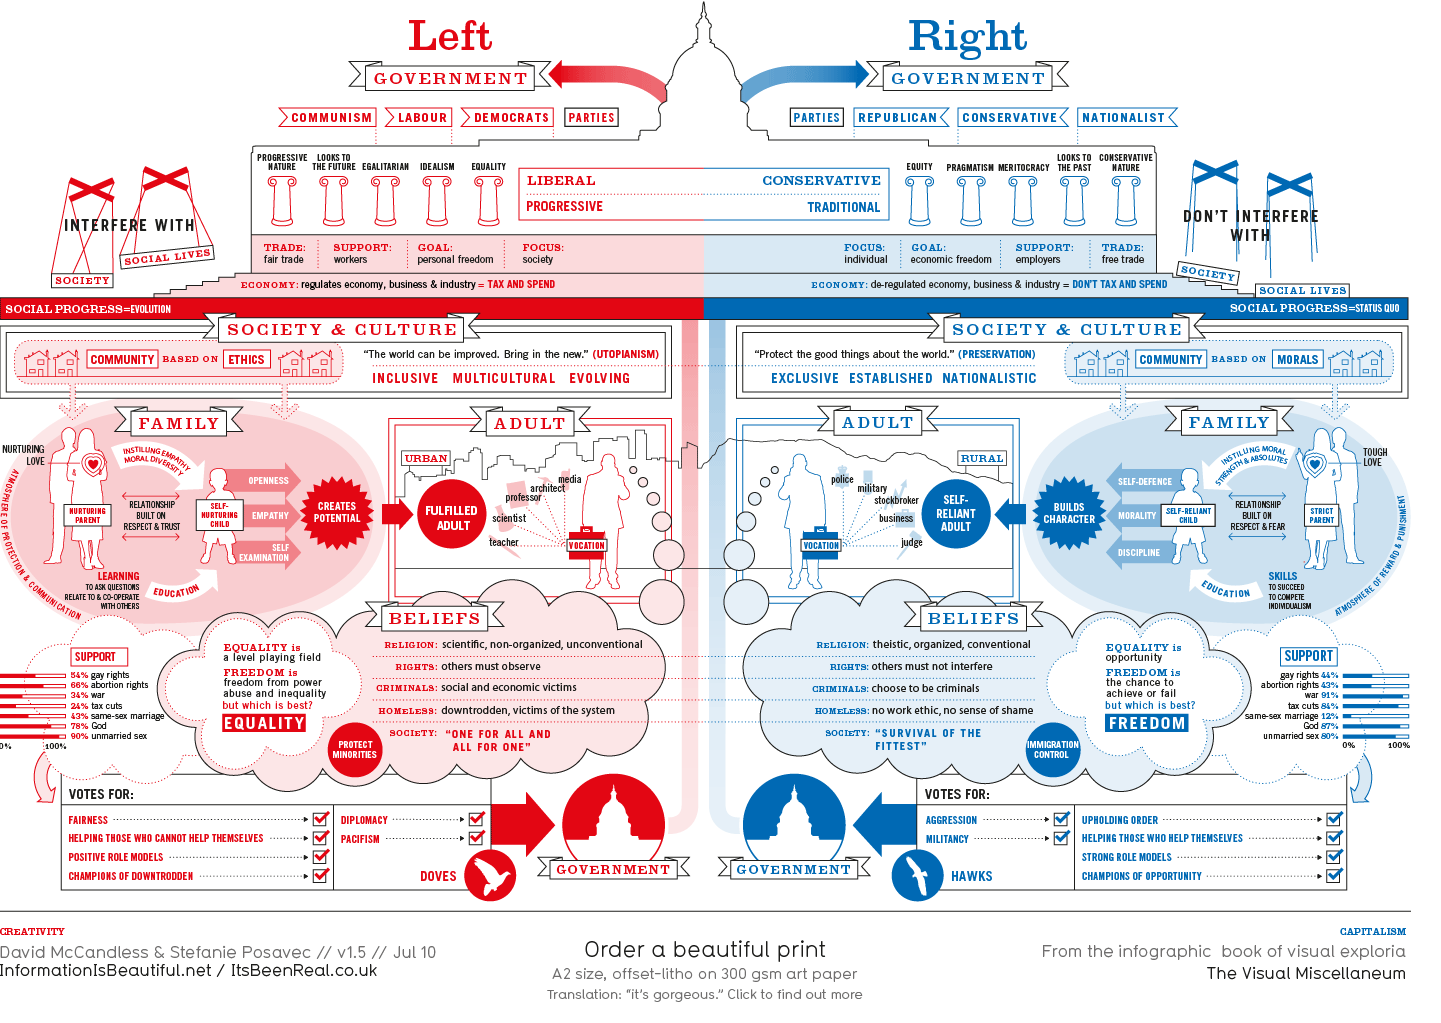 Left
Right
GOVERNMENT
GOVERNMENT
COMMUNISM
LABOUR
DEMOCRATS
PARTIES
PARTIES
REPUBLICAN
CONSERVATIVE
NATIONALIST
PROGRESSIVE
NATURE
LOOKS TO
THE FUTURE
EGALITARIAN
IDEALISM
EQUALITY
LIBERAL
PROGRESSIVE
CONSERVATIVE
TRADITIONAL
EQUITY
PRAGMATISM
MERITOCRACY
LOOKS TO
THE PAST
CONSERVATIVE
NATURE
INTERFERE WITH
SOCIETY
SOCIAL LIVES
DON'T INTERFERE
WITH
SOCIETY
SOCIAL LIVES
TRADE:
fair trade
SUPPORT:
workers
GOAL:
personal freedom
FOCUS:
society
FOCUS:
individual
GOAL:
economic freedom
SUPPORT:
employers
TRADE:
free trade
ECONOMY: regulates economy, business & industry = TAX AND SPEND
ECONOMY: de-regulated economy, business & industry = DON'T TAX AND SPEND
SOCIAL PROGRESS=EVOLUTION
SOCIAL PROGRESS=STATUS QUO
SOCIETY & CULTURE
COMMUNITY BASED ON ETHICS
“The world can be improved. Bring in the new.” (UTOPIANISM)
INCLUSIVE MULTICULTURAL EVOLVING
SOCIETY & CULTURE
“Protect the good things about the world.” (PRESERVATION)
EXCLUSIVE ESTABLISHED NATIONALISTIC
COMMUNITY BASED ON MORALS
FAMILY
NURTURING
LOVE
INSTILLING EMPATHY
MORAL DIVERSITY
NURTURING
PARENT
RELATIONSHIP
BUILT ON
RESPECT & TRUST
SELF-
NURTURING
CHILD
OPENNESS
EMPATHY
SELF
EXAMINATION
CREATES
POTENTIAL
LEARNING
TO ASK QUESTIONS
RELATE TO & CO-OPERATE
WITH OTHERS
EDUCATION
ATMOSPHERE OF PROTECTION & COMMUNICATION
ADULT
URBAN
FULFILLED
ADULT
media
architect
professor
scientist
teacher
VOCATION
ADULT
RURAL
police
military
stockbroker
business
judge
VOCATION
SELF-
RELIANT
ADULT
FAMILY
TOUGH
LOVE
INSTILLING MORAL
STRENGTH & ABSOLUTES
SELF-DEFENCE
MORALITY
DISCIPLINE
BUILDS
CHARACTER
SELF-RELIANT
CHILD
RELATIONSHIP
BUILT ON
RESPECT & FEAR
STRICT
PARENT
EDUCATION
SKILLS
TO SUCCEED
TO COMPETE
INDIVIDUALISM
ATMOSPHERE OF REWARD & PUNISHMENT
BELIEFS
RELIGION: scientific, non-organized, unconventional
RIGHTS: others must observe
CRIMINALS: social and economic victims
HOMELESS: downtrodden, victims of the system
SOCIETY: “ONE FOR ALL AND
ALL FOR ONE”
EQUALITY is
a level playing field
FREEDOM is
freedom from power
abuse and inequality
but which is best?
EQUALITY
PROTECT
MINORITIES
SUPPORT
54% gay rights
66% abortion rights
34% war
24% tax cuts
43% same-sex marriage
78% God
90% unmarried sex
0% 100%
BELIEFS
RELIGION: theistic, organized, conventional
RIGHTS: others must not interfere
CRIMINALS: choose to be criminals
HOMELESS: no work ethic, no sense of shame
SOCIETY: “SURVIVAL OF THE
FITTEST”
EQUALITY is
opportunity
FREEDOM is
the chance to
achieve or fail
but which is best?
FREEDOM
IMMIGRATION
CONTROL
SUPPORT
gay rights 44%
abortion rights 43%
war 91%
tax cuts 84%
same-sex marriage 12%
God 87%
unmarried sex 80%
0% 100%
VOTES FOR:
FAIRNESS
HELPING THOSE WHO CANNOT HELP THEMSELVES
POSITIVE ROLE MODELS
CHAMPIONS OF DOWNTRODDEN
DIPLOMACY
PACIFISM
DOVES
GOVERNMENT
GOVERNMENT
VOTES FOR:
AGGRESSION
MILITANCY
HAWKS
UPHOLDING ORDER
HELPING THOSE WHO HELP THEMSELVES
STRONG ROLE MODELS
CHAMPIONS OF OPPORTUNITY
CREATIVITY
David McCandless & Stefanie Posavec // v1.5 // Jul 10
InformationIsBeautiful.net / ItsBeenReal.co.uk
Order a beautiful print
A2 size, offset-litho on 300 gsm art paper
Translation: “it's gorgeous.” Click to find out more
CAPITALISM
From the infographic book of visual exploria
The Visual Miscellaneum